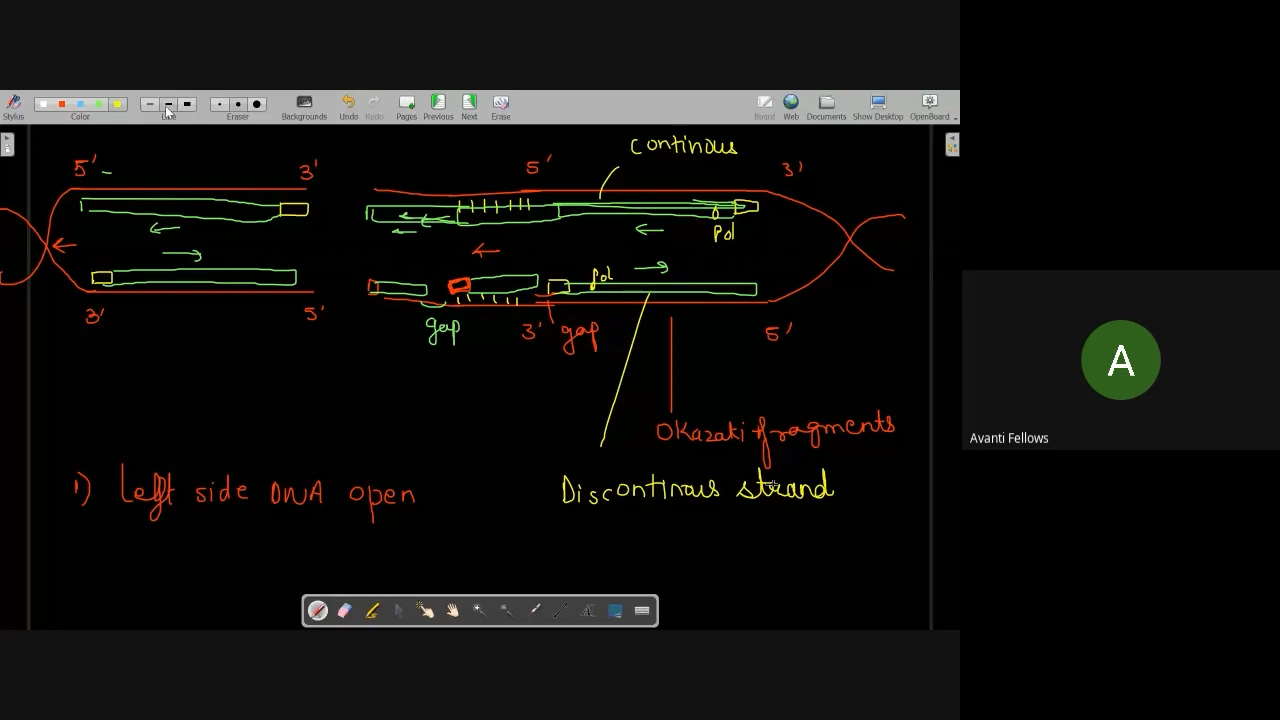 Stylus
Color
Line
Eraser
Backgrounds
Undo
Redo
Pages
Previous
Next
Erase
Board
Web
Documents
Show Desktop
OpenBoard
continous
5'
3'
5'
3'
Pol
Pol
3'
5'
gap
3'
gap
5'
Okazaki fragments
A
Avanti Fellows
1) Left side DNA open
Discontinous strand